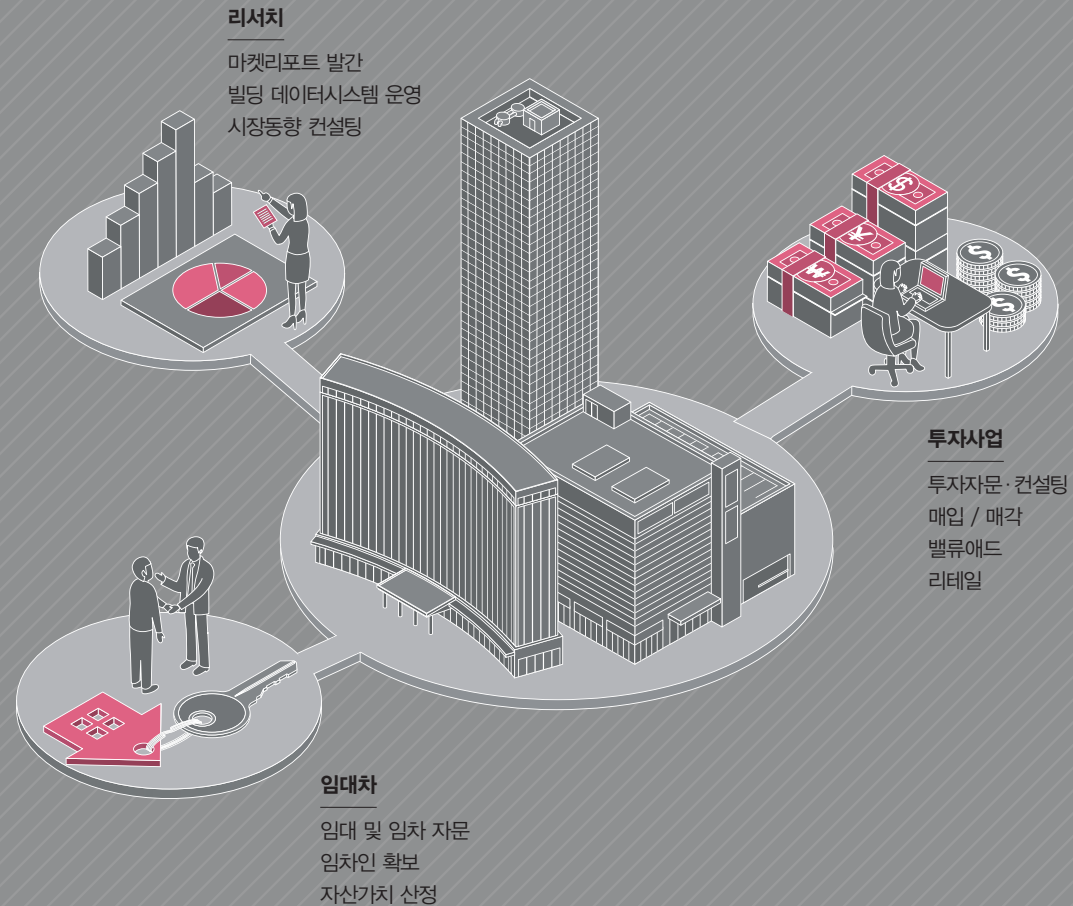 리서치
마켓리포트 발간
빌딩 데이터시스템 운영
시장동향 컨설팅
$
¥
₩
$
$
$
투자사업
투자자문·컨설팅
매입 / 매각
밸류애드
리테일
임대차
임대 및 임차 자문
임차인 확보
자산가치 산정